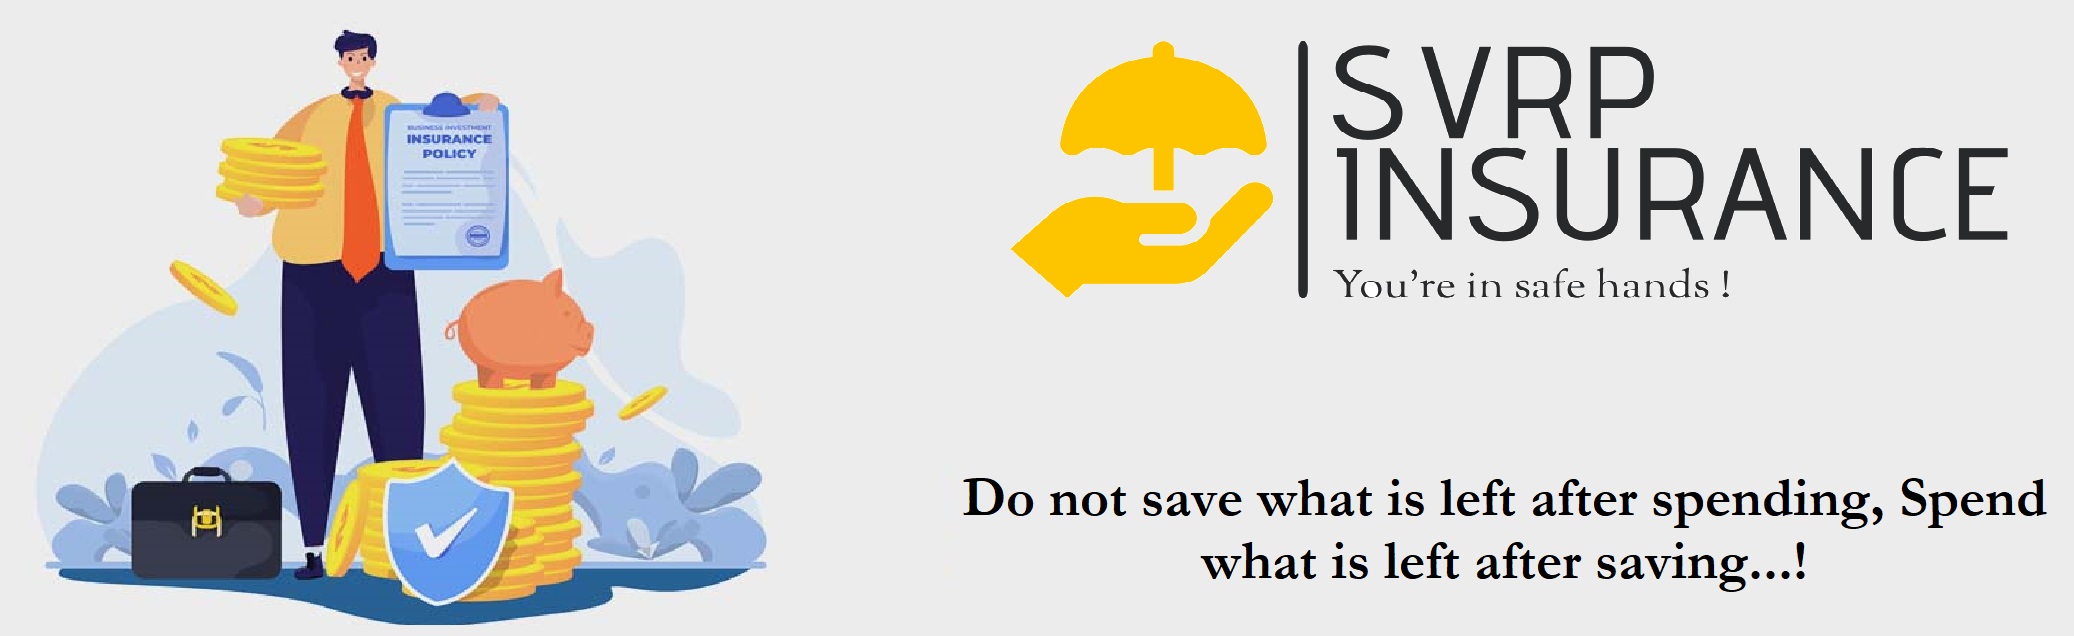 BUSINESS INVESTMENT
INSURANCE
POLICY
SVRP
INSURANCE
You're in safe hands !
Do not save what is left after spending, Spend
what is left after saving...!